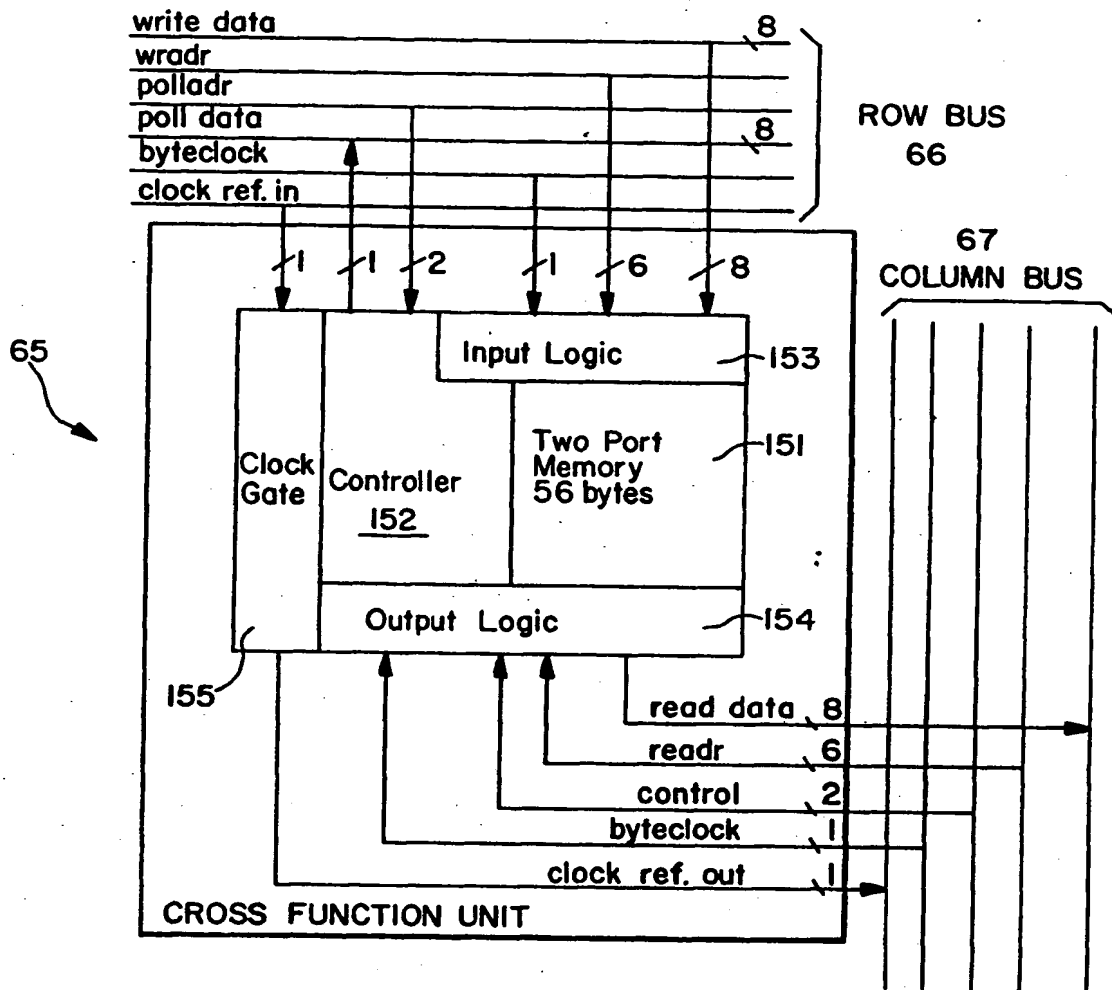 write data 8
wradr
polladr
poll data 8
byteclock
clock ref. in
ROW BUS
66
67
COLUMN BUS
1 1 2 1 6 8
65
Input Logic 153
Clock
Gate
Controller
152
Two Port
Memory
56 bytes
151
Output Logic 154
155
read data 8
readr 6
control 2
byteclock 1
clock ref. out 1
CROSS FUNCTION UNIT